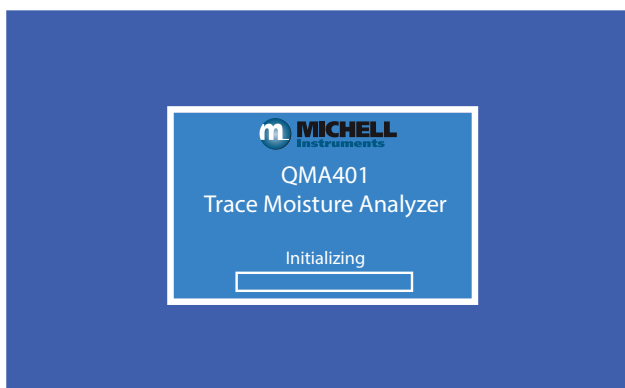 m MICHELL
Instruments
QMA401
Trace Moisture Analyzer
Initializing